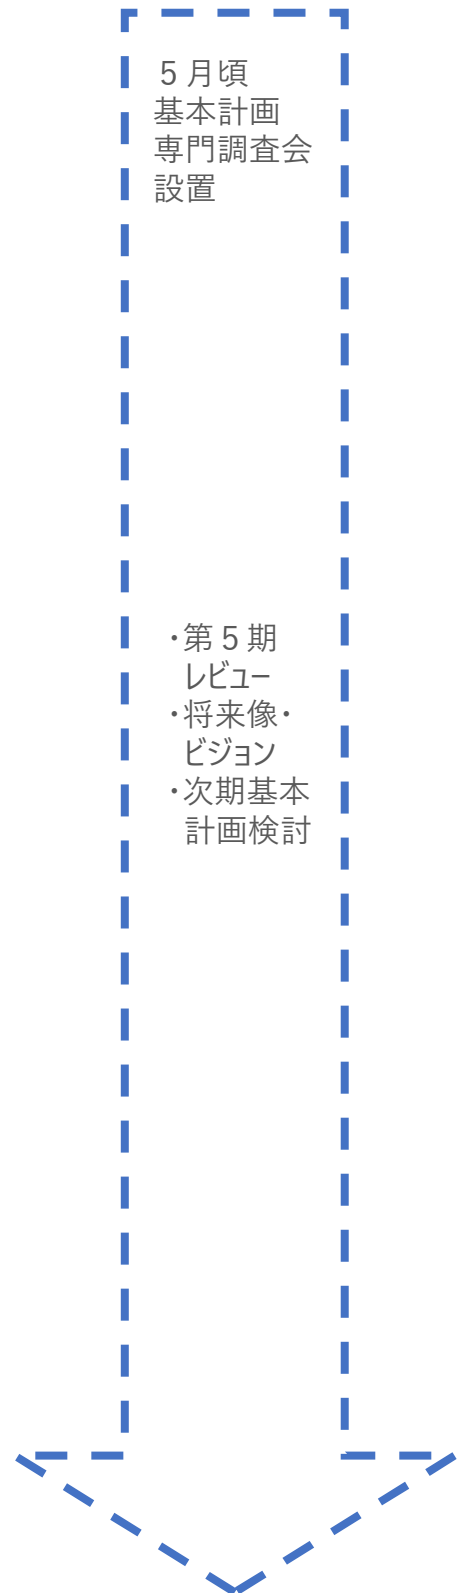 ５月頃
基本計画
専門調査会
設置
・第５期
レビュー
・将来像・
ビジョン
・次期基本
計画検討